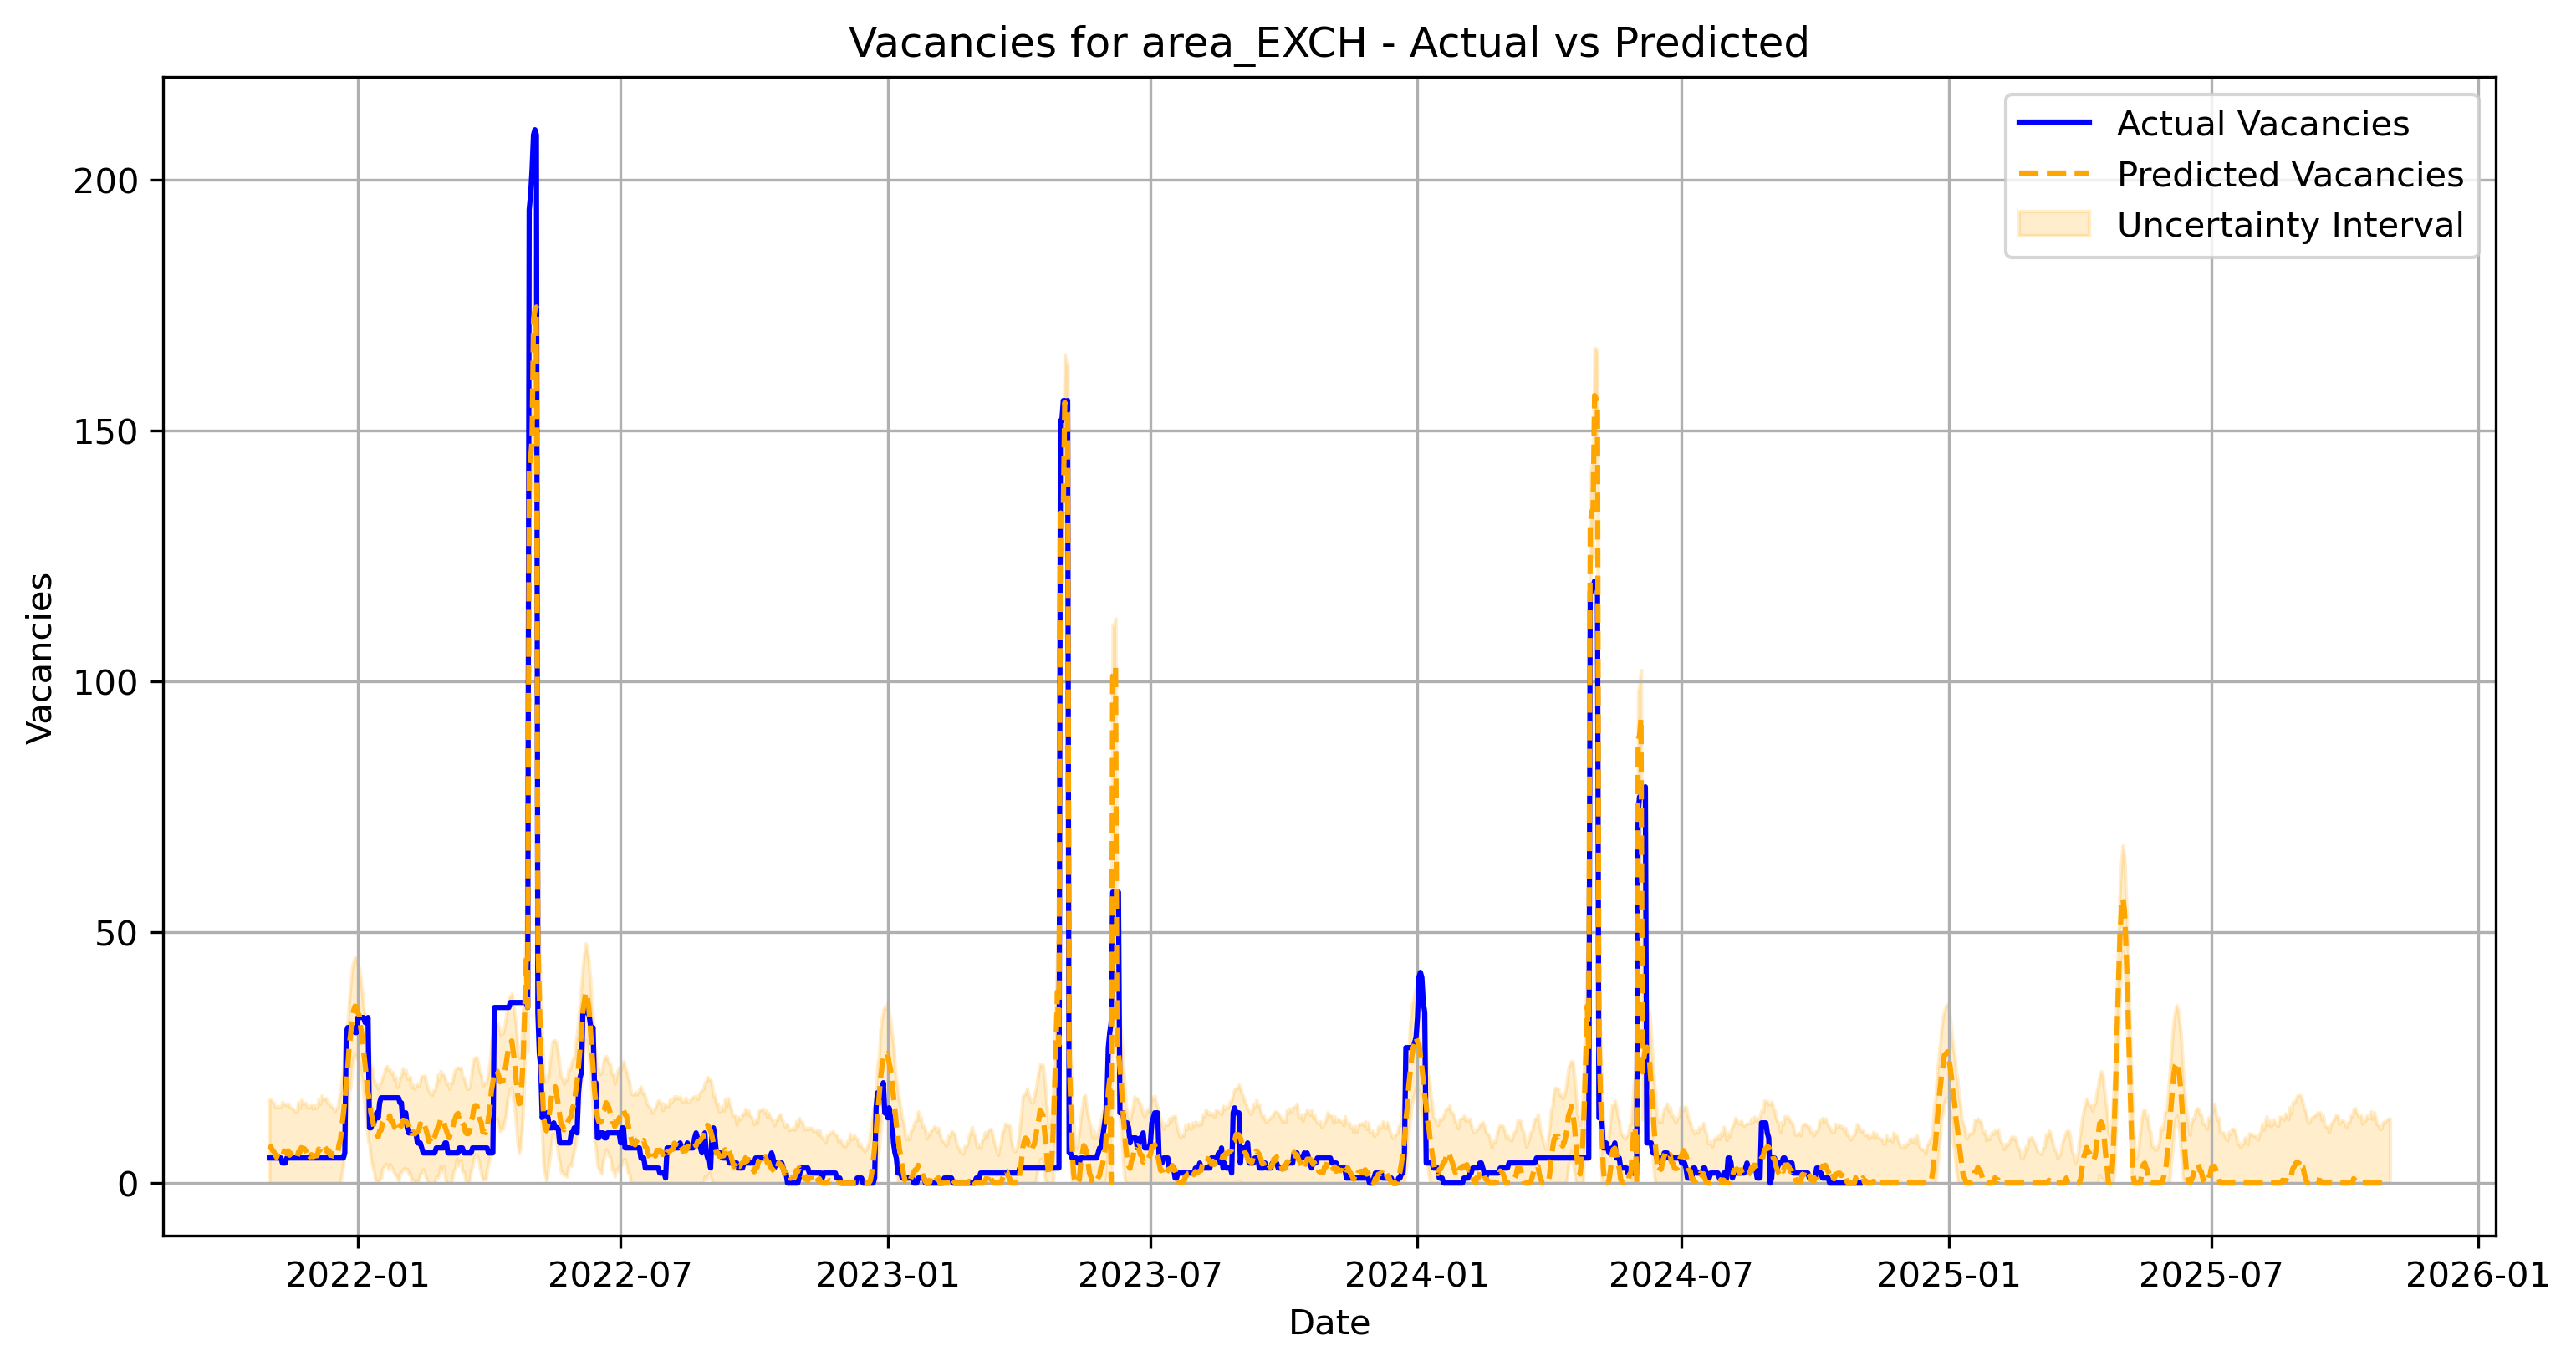 Vacancies for area_EXCH - Actual vs Predicted
Actual Vacancies
Predicted Vacancies
Uncertainty Interval
Vacancies
200
150
100
50
0
2022-01
2022-07
2023-01
2023-07
2024-01
2024-07
2025-01
2025-07
2026-01
Date